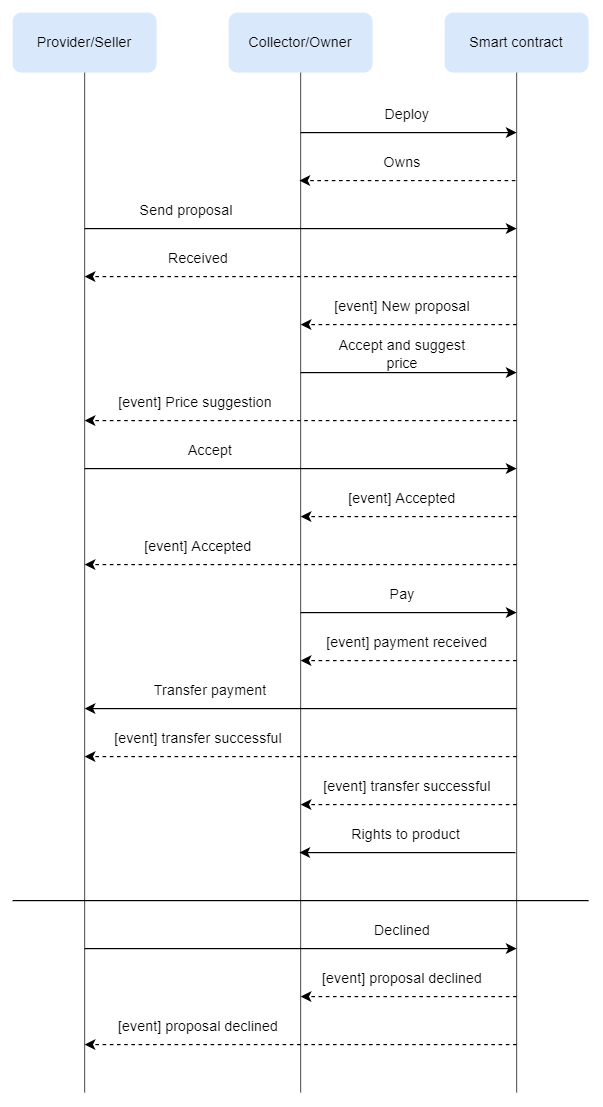 Provider/Seller
Collector/Owner
Smart contract
Deploy
Owns
Send proposal
Received
[event] New proposal
Accept and suggest
price
[event] Price suggestion
Accept
[event] Accepted
[event] Accepted
Pay
[event] payment received
Transfer payment
[event] transfer successful
[event] transfer successful
Rights to product
Declined
[event] proposal declined
[event] proposal declined